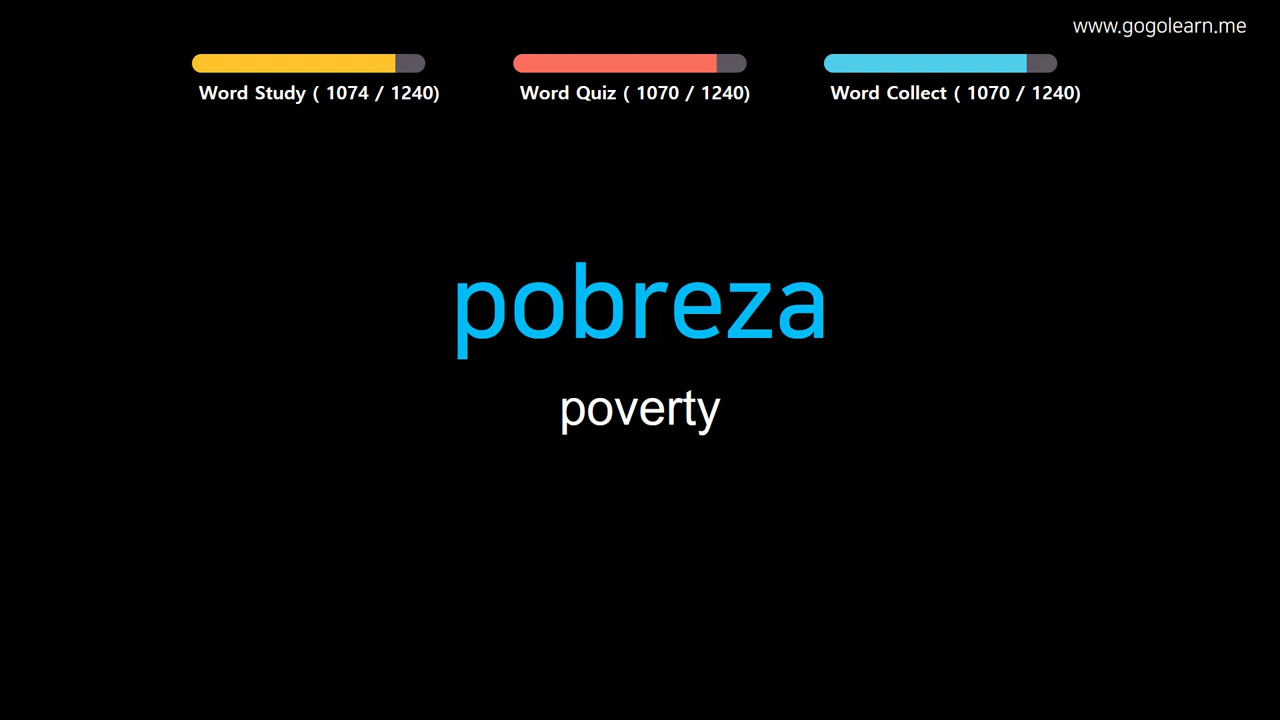 www.gogolearn.me
Word Study ( 1074 / 1240)
Word Quiz ( 1070 / 1240)
Word Collect ( 1070 / 1240)
pobreza
poverty